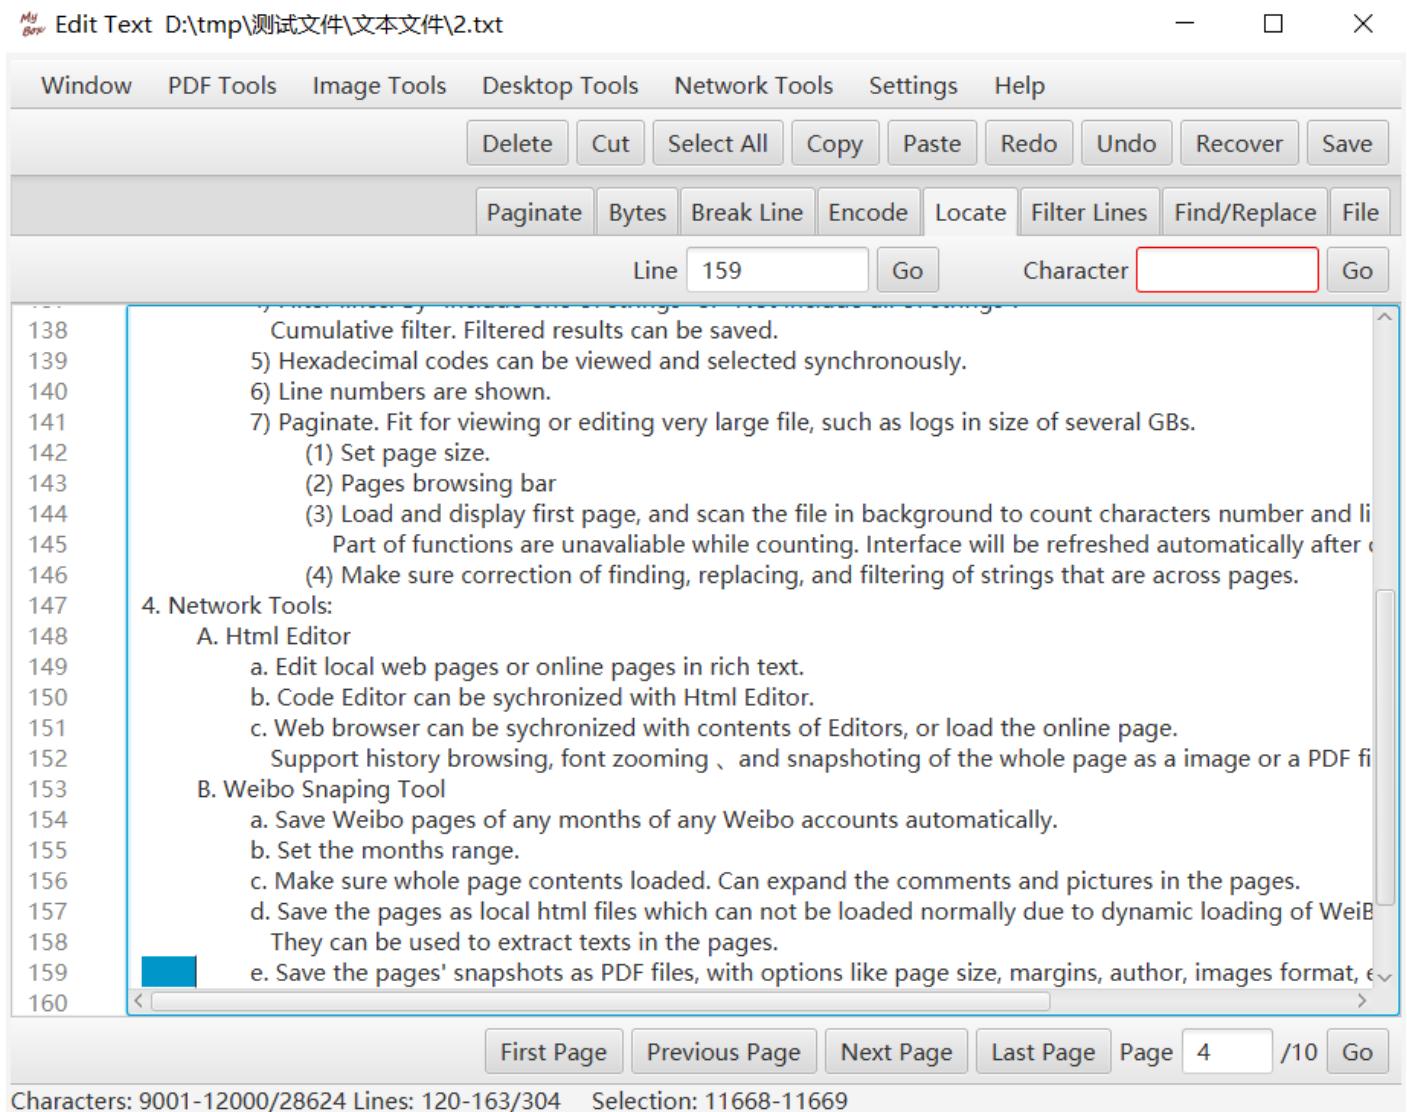 My Box Edit Text D:\tmp\测试文件\文本文件\2.txt
Window PDF Tools Image Tools Desktop Tools Network Tools Settings Help
Delete Cut Select All Copy Paste Redo Undo Recover Save
Paginate Bytes Break Line Encode Locate Filter Lines Find/Replace File
Line 159 Go Character Go
138 Cumulative filter. Filtered results can be saved.
139 5) Hexadecimal codes can be viewed and selected synchronously.
140 6) Line numbers are shown.
141 7) Paginate. Fit for viewing or editing very large file, such as logs in size of several GBs.
142 (1) Set page size.
143 (2) Pages browsing bar
144 (3) Load and display first page, and scan the file in background to count characters number and li
145 Part of functions are unavaliable while counting. Interface will be refreshed automatically after
146 (4) Make sure correction of finding, replacing, and filtering of strings that are across pages.
147 4. Network Tools:
148 A. Html Editor
149 a. Edit local web pages or online pages in rich text.
150 b. Code Editor can be sychronized with Html Editor.
151 c. Web browser can be sychronized with contents of Editors, or load the online page.
152 Support history browsing, font zooming 、and snapshoting of the whole page as a image or a PDF fi
153 B. Weibo Snaping Tool
154 a. Save Weibo pages of any months of any Weibo accounts automatically.
155 b. Set the months range.
156 c. Make sure whole page contents loaded. Can expand the comments and pictures in the pages.
157 d. Save the pages as local html files which can not be loaded normally due to dynamic loading of WeiB
158 They can be used to extract texts in the pages.
159 e. Save the pages' snapshots as PDF files, with options like page size, margins, author, images format,
160
First Page Previous Page Next Page Last Page Page 4 /10 Go
Characters: 9001-12000/28624 Lines: 120-163/304 Selection: 11668-11669